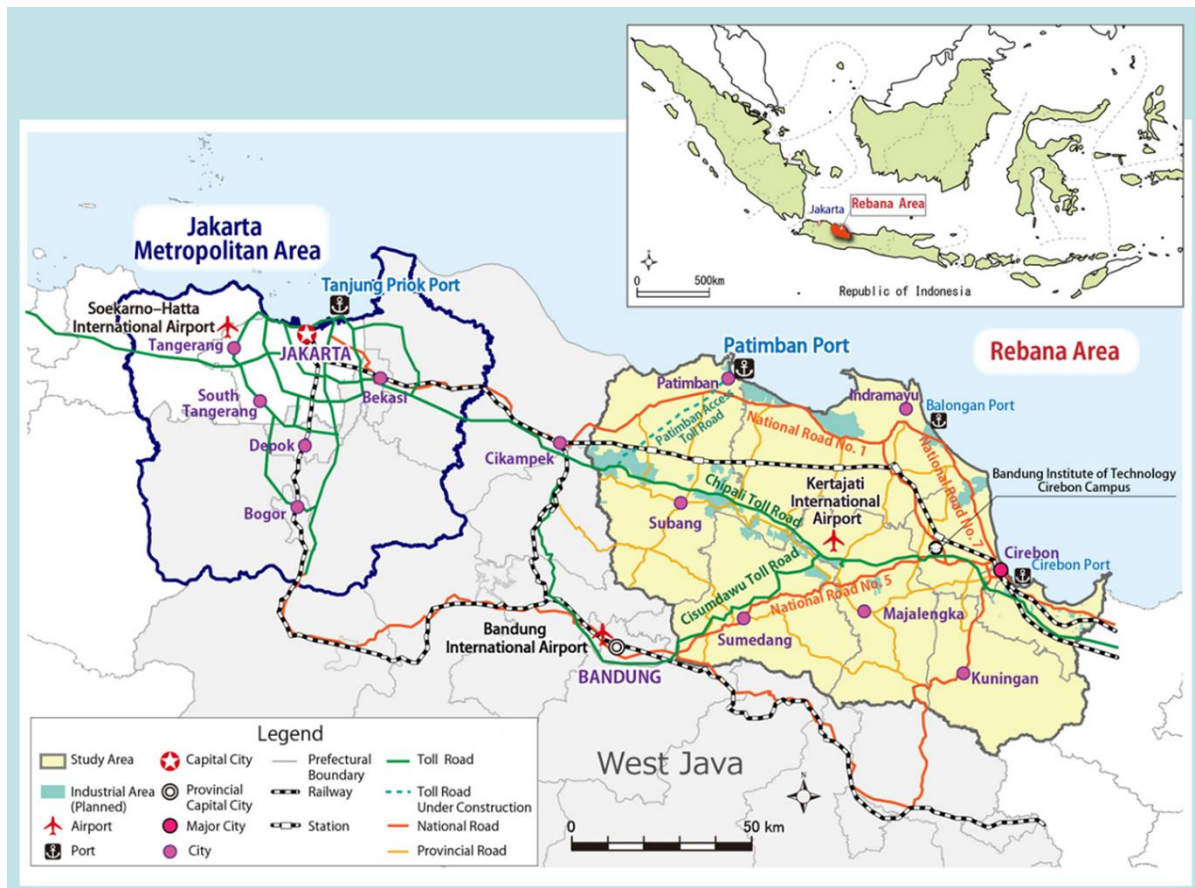 Jakarta
Rebana Area
0
500km
Republic of Indonesia
Jakarta
Metropolitan Area
Tanjung Priok Port
Soekarno-Hatta
International Airport
Tangerang
JAKARTA
South
Tangerang
Bekasi
Depok
Bogor
Cikampek
Patimban Port
Rebana Area
Patimban
Patimban Access
Toll Road
Indramayu
Balongan Port
National Road No. 1
National Road No. 7
Bandung Institute of Technology
Cirebon Campus
Chipali Toll Road
Kertajati
International
Airport
Subang
Cirebon
Cirebon Port
Cisumdawu Toll Road
National Road No. 5
Majalengka
Sumedang
Bandung
International Airport
BANDUNG
Kuningan
West Java
N
0
50 km
Legend
Study Area
Capital City
Prefectural
Boundary
Toll Road
Industrial Area
(Planned)
Provincial
Capital City
Railway
Toll Road
Under Construction
Airport
Major City
Station
National Road
Port
City
Provincial Road